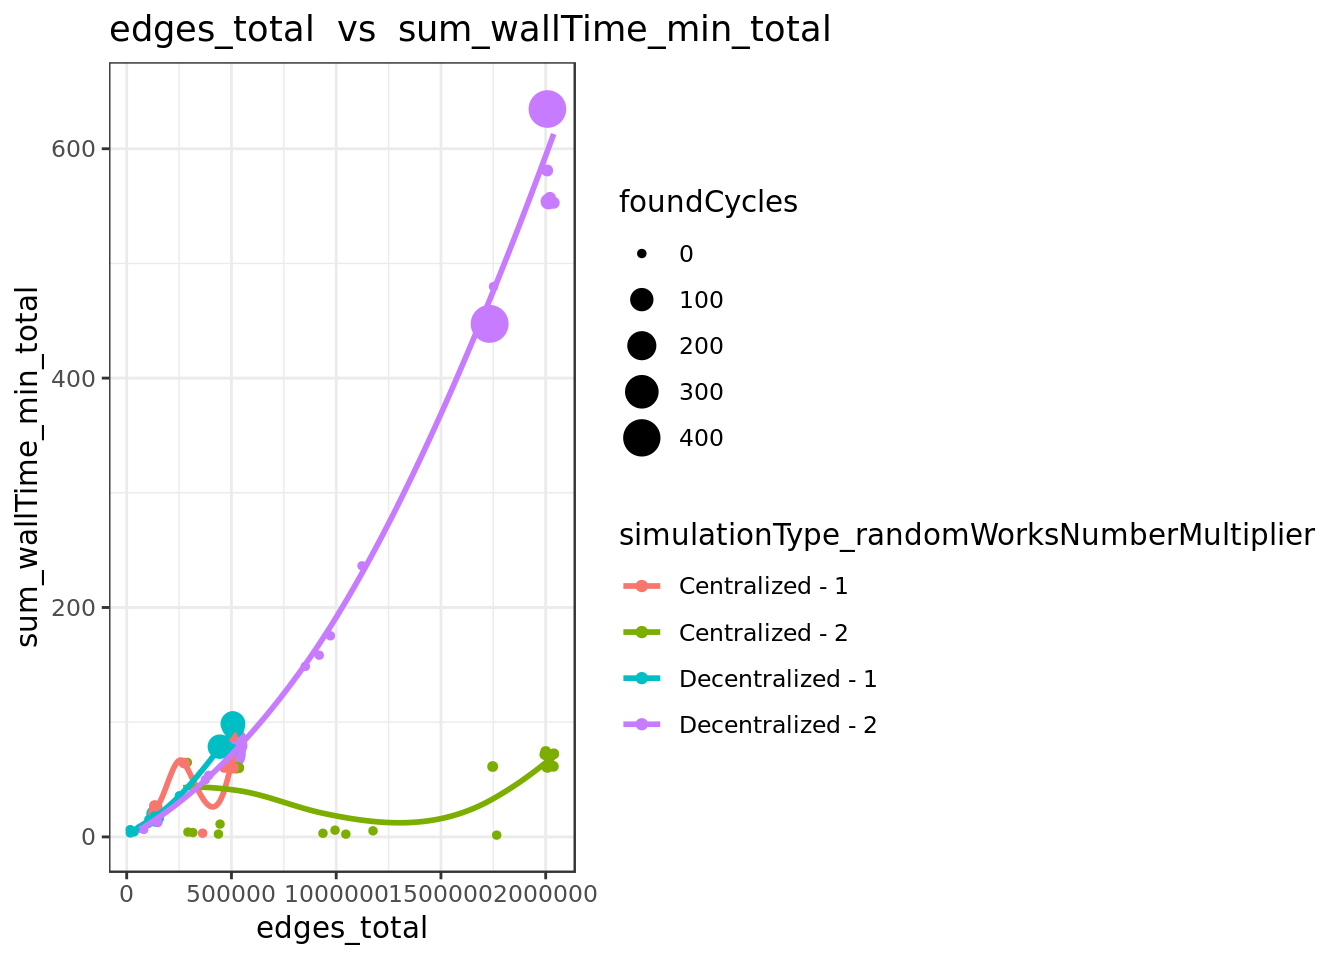 edges_total  vs  sum_wallTime_min_total
sum_wallTime_min_total
600
400
200
0
0 500000 1000000 1500000 2000000
edges_total
foundCycles
0
100
200
300
400
simulationType_randomWorksNumberMultiplier
Centralized - 1
Centralized - 2
Decentralized - 1
Decentralized - 2